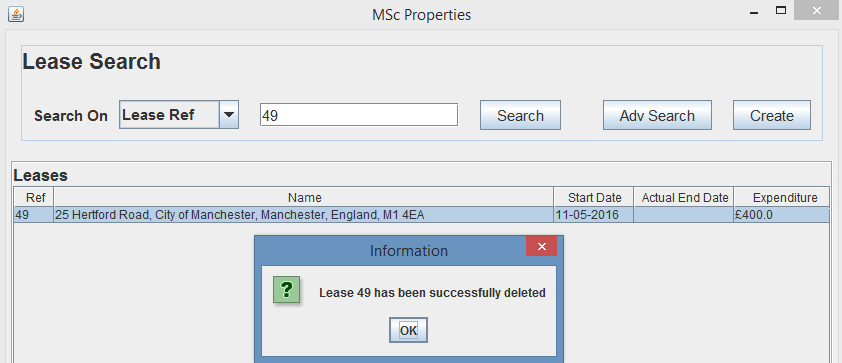 MSc Properties
Lease Search
Search On Lease Ref 49 Search Adv Search Create
Leases
Ref Name Start Date Actual End Date Expenditure
49 25 Hertford Road, City of Manchester, Manchester, England, M1 4EA 11-05-2016 £400.0
Information
? Lease 49 has been successfully deleted
OK